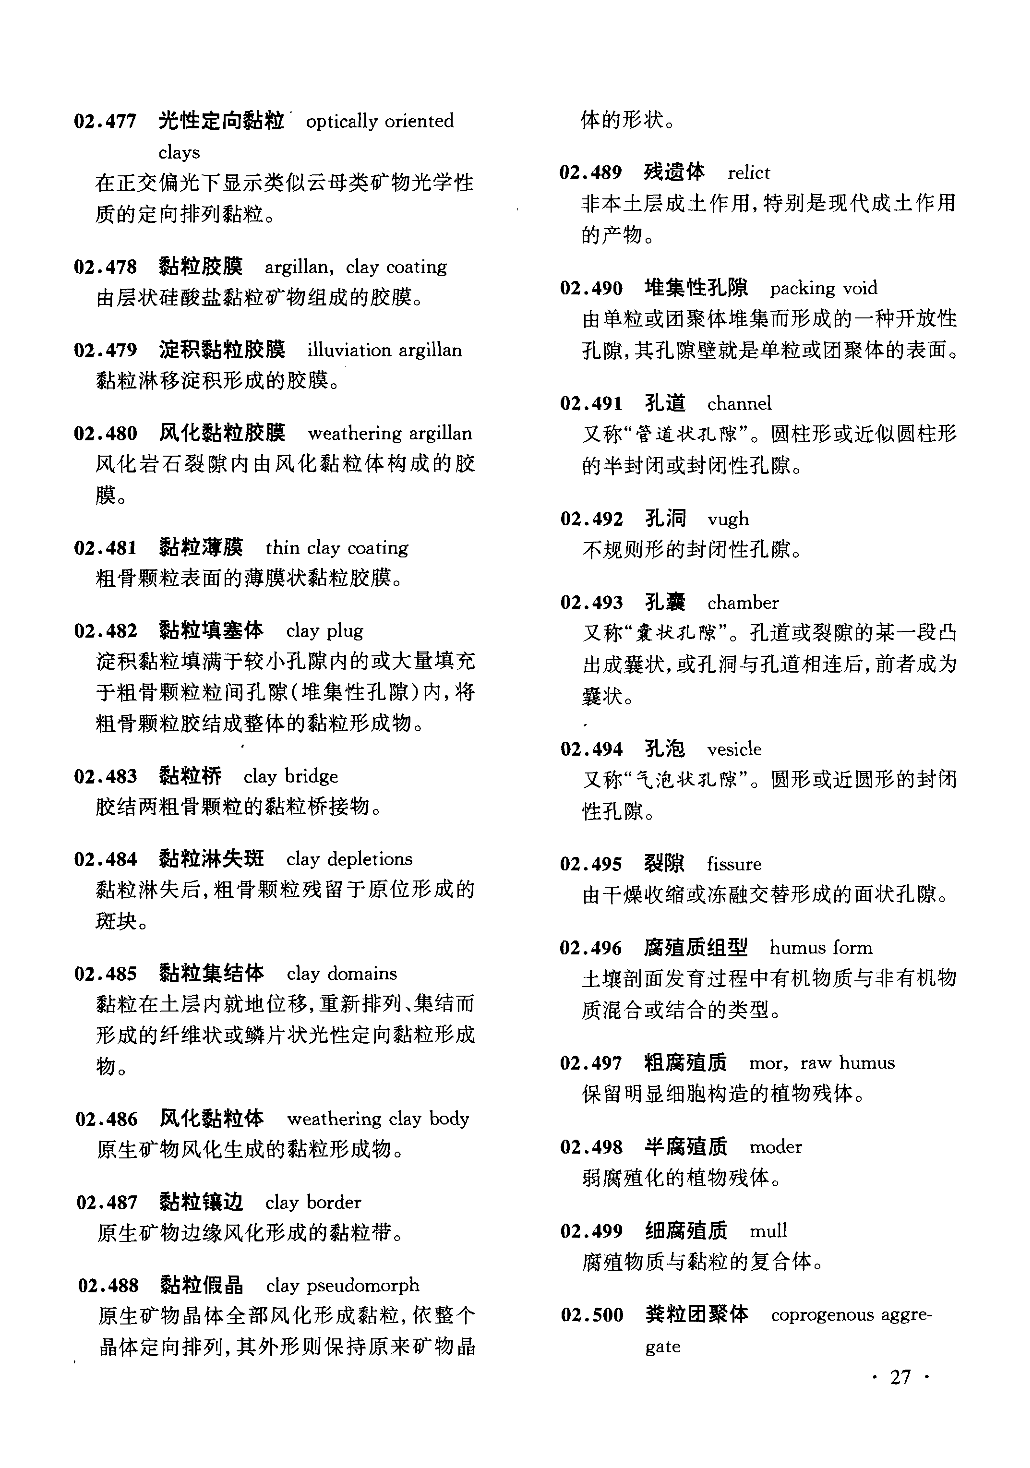 02.477 光性定向黏粒 optically oriented
clays
在正交偏光下显示类似云母类矿物光学性
质的定向排列黏粒。
02.478 黏粒胶膜 argillan, clay coating
由层状硅酸盐黏粒矿物组成的胶膜。
02.479 淀积黏粒胶膜 illuviation argillan
黏粒淋移淀积形成的胶膜。
02.480 风化黏粒胶膜 weathering argillan
风化岩石裂隙内由风化黏粒体构成的胶
膜。
02.481 黏粒薄膜 thin clay coating
粗骨颗粒表面的薄膜状黏粒胶膜。
02.482 黏粒填塞体 clay plug
淀积黏粒填满于较小孔隙内的或大量填充
于粗骨颗粒粒间孔隙(堆集性孔隙)内,将
粗骨颗粒胶结成整体的黏粒形成物。
02.483 黏粒桥 clay bridge
胶结两粗骨颗粒的黏粒桥接物。
02.484 黏粒淋失斑 clay depletions
黏粒淋失后,粗骨颗粒残留于原位形成的
斑块。
02.485 黏粒集结体 clay domains
黏粒在土层内就地位移,重新排列、集结而
形成的纤维状或鳞片状光性定向黏粒形成
物。
02.486 风化黏粒体 weathering clay body
原生矿物风化生成的黏粒形成物。
02.487 黏粒镶边 clay border
原生矿物边缘风化形成的黏粒带。
02.488 黏粒假晶 clay pseudomorph
原生矿物晶体全部风化形成黏粒,依整个
晶体定向排列,其外形则保持原来矿物晶
体的形状。
02.489 残遗体 relict
非本土层成土作用,特别是现代成土作用
的产物。
02.490 堆集性孔隙 packing void
由单粒或团聚体堆集而形成的一种开放性
孔隙,其孔隙壁就是单粒或团聚体的表面。
02.491 孔道 channel
又称“管道状孔隙”。圆柱形或近似圆柱形
的半封闭或封闭性孔隙。
02.492 孔洞 vugh
不规则形的封闭性孔隙。
02.493 孔囊 chamber
又称“囊状孔隙”。孔道或裂隙的某一段凸
出成囊状,或孔洞与孔道相连后,前者成为
囊状。
02.494 孔泡 vesicle
又称“气泡状孔隙”。圆形或近圆形的封闭
性孔隙。
02.495 裂隙 fissure
由干燥收缩或冻融交替形成的面状孔隙。
02.496 腐殖质组型 humus form
土壤剖面发育过程中有机物质与非有机物
质混合或结合的类型。
02.497 粗腐殖质 mor, raw humus
保留明显细胞构造的植物残体。
02.498 半腐殖质 moder
弱腐殖化的植物残体。
02.499 细腐殖质 mull
腐殖物质与黏粒的复合体。
02.500 粪粒团聚体 coprogenous aggre-
gate
· 27 ·